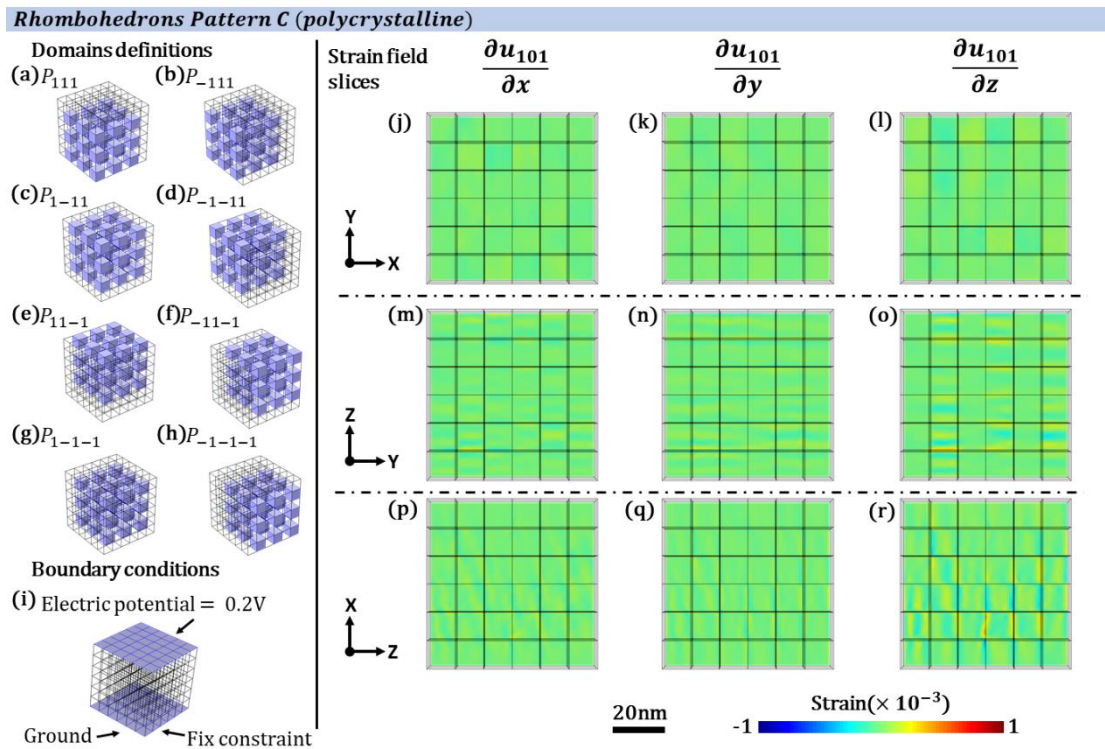 Rhombohedrons Pattern C (polycrystalline)
Domains definitions
(a) P₁₁₁
(b) P₋₁₁₁
(c) P₁₋₁₁
(d) P₋₁₋₁₁
(e) P₁₁₋₁
(f) P₋₁₁₋₁
(g) P₁₋₁₋₁
(h) P₋₁₋₁₋₁
Boundary conditions
(i) Electric potential = 0.2V
Ground
Fix constraint
Strain field
slices
∂u₁₀₁/∂x
∂u₁₀₁/∂y
∂u₁₀₁/∂z
(j)
(k)
(l)
Y
X
(m)
(n)
(o)
Z
Y
(p)
(q)
(r)
X
Z
20nm
Strain(× 10⁻³)
-1
1